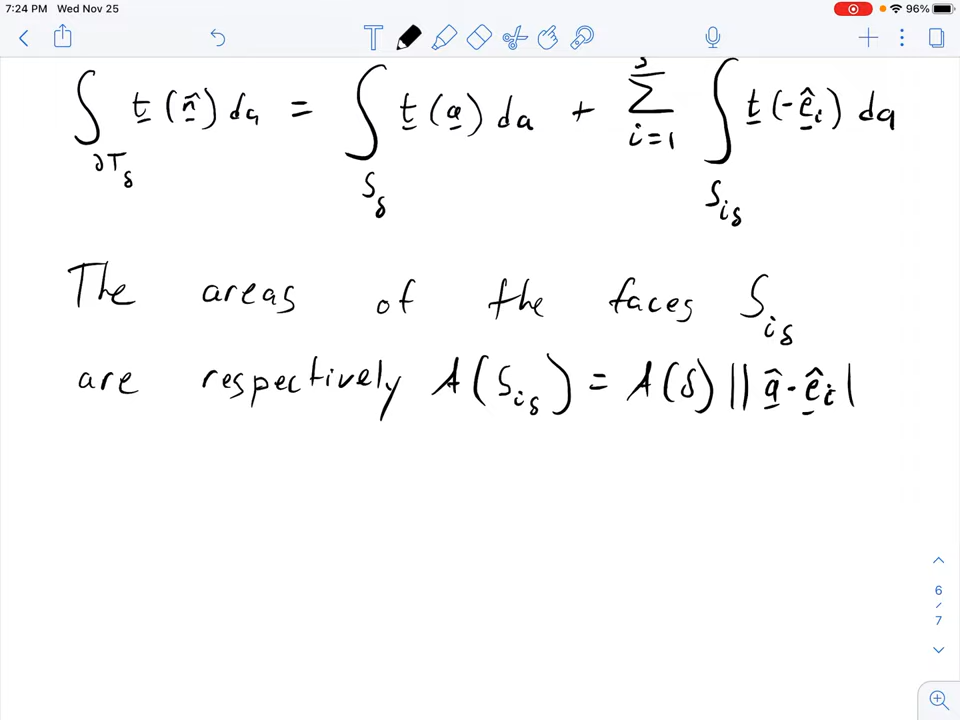 7:24 PM Wed Nov 25 96%
T
∫_{∂T_δ} t(n̂) da = ∫_{S_δ} t(a) da + ∑_{i=1}^{3} ∫_{S_{iδ}} t(-ê_i) da
The areas of the faces S_{iδ}
are respectively A(S_{iδ}) = A(δ) || â · ê_i |
6
/
7